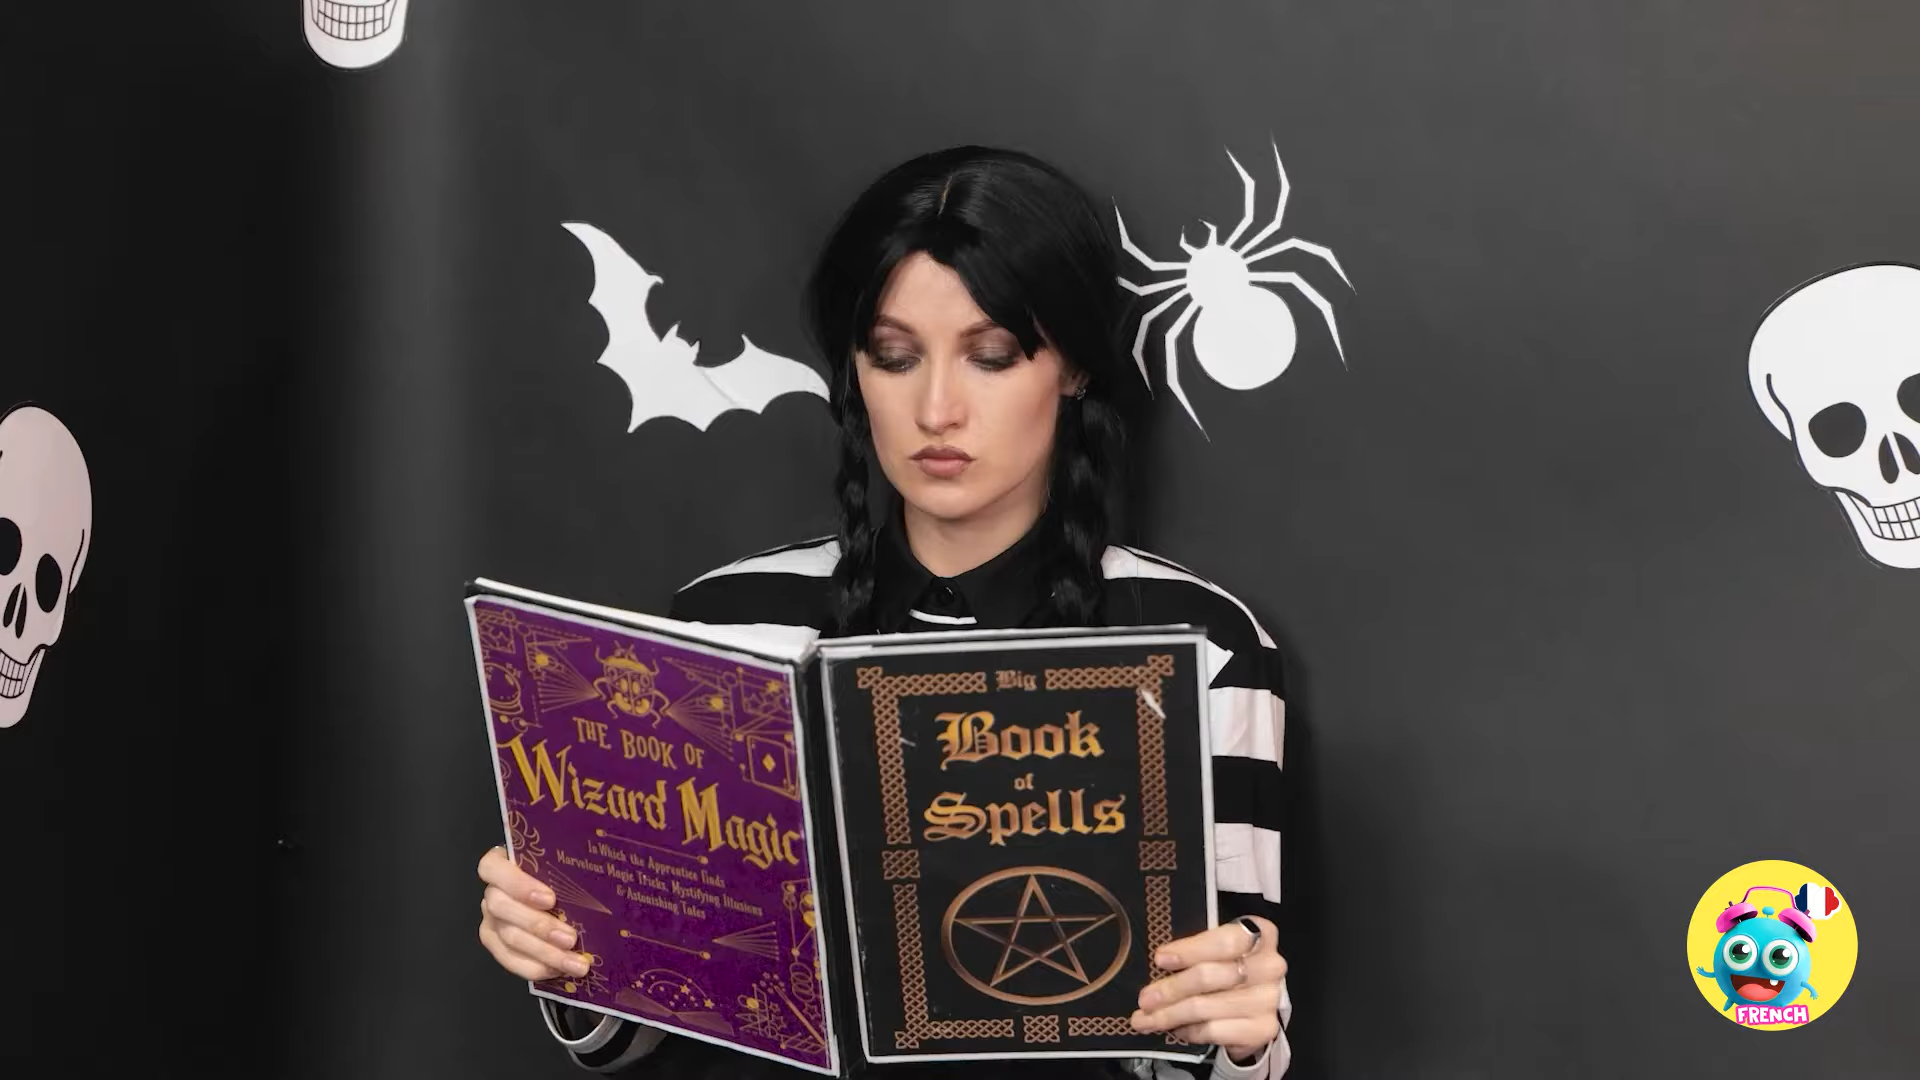 THE BOOK OF
Wizard Magic
In Which the Apprentice Finds
Marvelous Magic Tricks, Mystifying Illusions
& Astonishing Tales
Big
Book
of
Spells
FRENCH